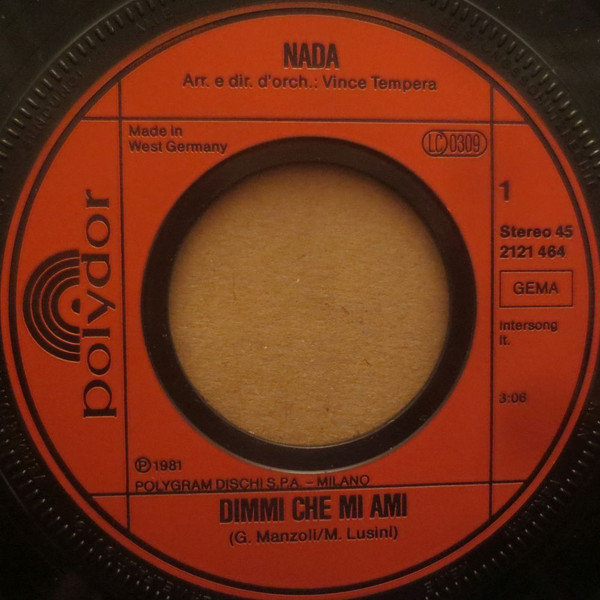 NADA
Arr. e dir. d'orch.: Vince Tempera
Made in
West Germany
LC 0309
1
Stereo 45
2121 464
GEMA
Intersong
It.
3:06
polydor
Ⓟ 1981
POLYGRAM DISCHI S.P.A. – MILANO
DIMMI CHE MI AMI
(G. Manzoli/M. Lusini)